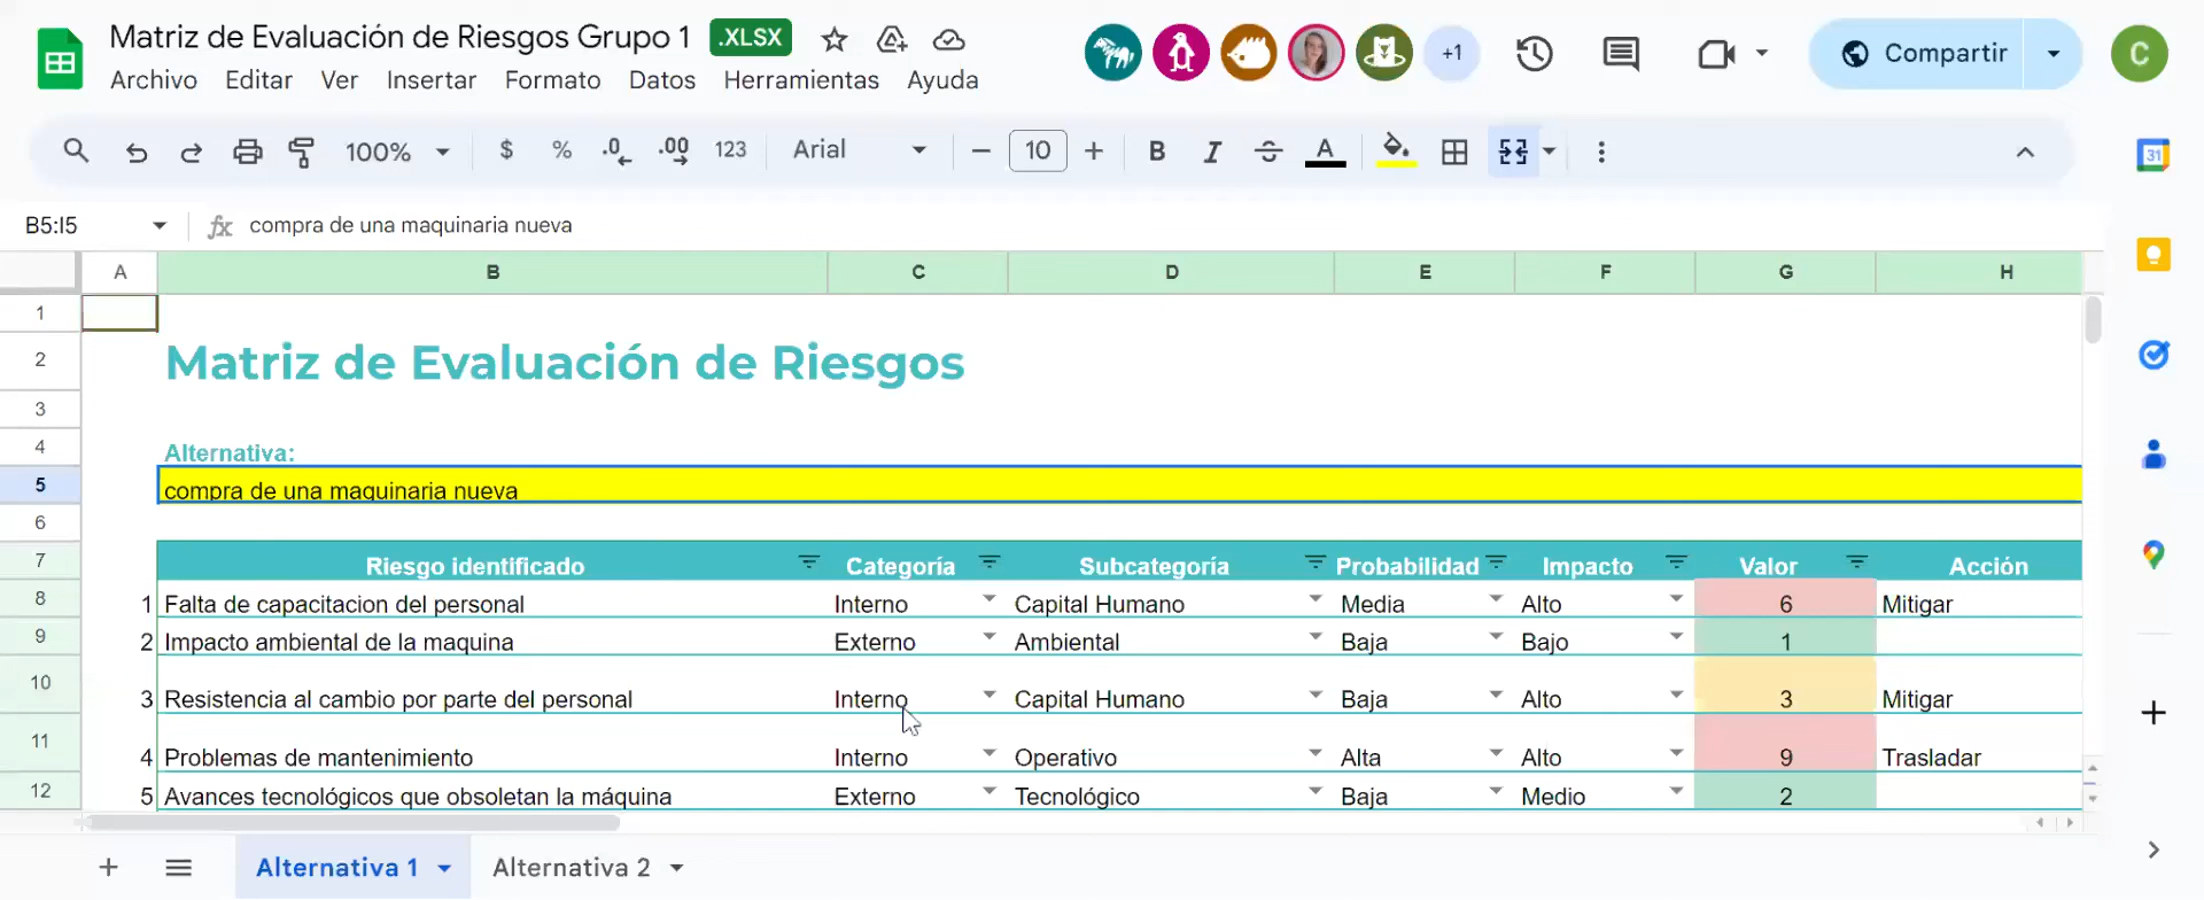 Matriz de Evaluación de Riesgos Grupo 1 .XLSX
Archivo Editar Ver Insertar Formato Datos Herramientas Ayuda
+1
Compartir
C
100% $ % .0 .00 123 Arial 10 B I S A
31
B5:I5 fx compra de una maquinaria nueva
A B C D E F G H
1
2 Matriz de Evaluación de Riesgos
3
4 Alternativa:
5 compra de una maquinaria nueva
6
7 Riesgo identificado Categoría Subcategoría Probabilidad Impacto Valor Acción
8 1 Falta de capacitacion del personal Interno Capital Humano Media Alto 6 Mitigar
9 2 Impacto ambiental de la maquina Externo Ambiental Baja Bajo 1
10 3 Resistencia al cambio por parte del personal Interno Capital Humano Baja Alto 3 Mitigar
11 4 Problemas de mantenimiento Interno Operativo Alta Alto 9 Trasladar
12 5 Avances tecnológicos que obsoletan la máquina Externo Tecnológico Baja Medio 2
Alternativa 1 Alternativa 2